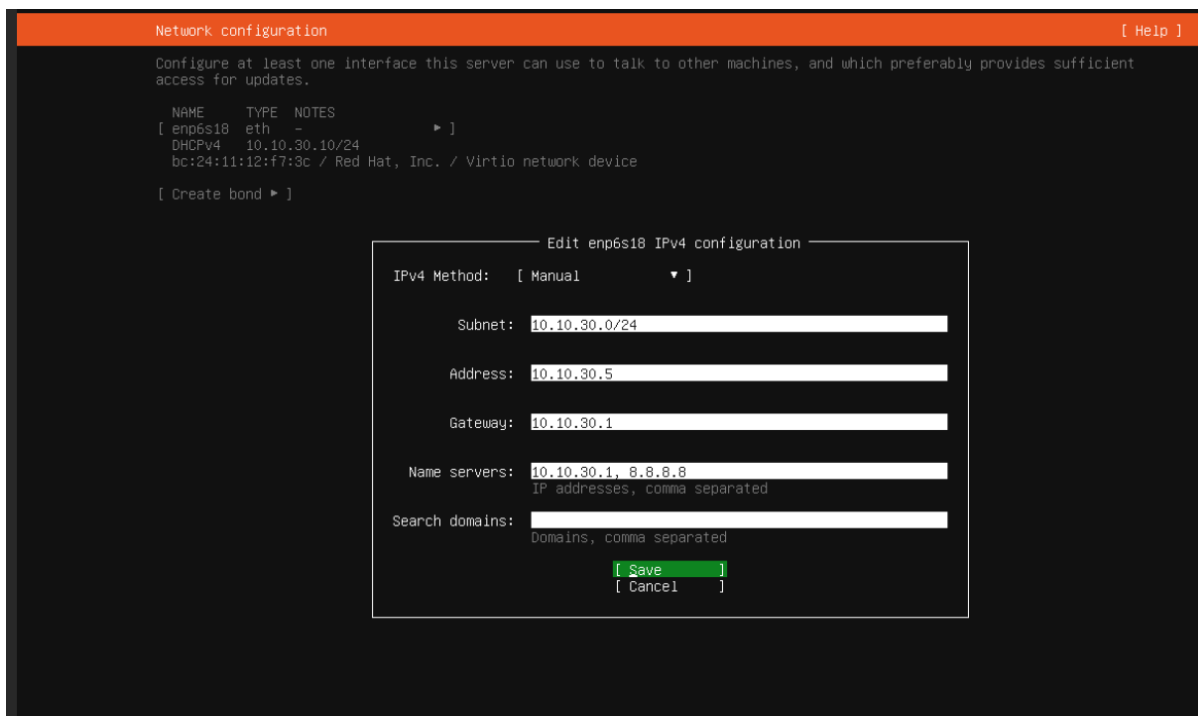 Network configuration [ Help ]
Configure at least one interface this server can use to talk to other machines, and which preferably provides sufficient
access for updates.
NAME TYPE NOTES
[ enp6s18 eth - ▸ ]
DHCPv4 10.10.30.10/24
bc:24:11:12:f7:3c / Red Hat, Inc. / Virtio network device
[ Create bond ▸ ]
Edit enp6s18 IPv4 configuration
IPv4 Method: [ Manual ▾ ]
Subnet: 10.10.30.0/24
Address: 10.10.30.5
Gateway: 10.10.30.1
Name servers: 10.10.30.1, 8.8.8.8
IP addresses, comma separated
Search domains:
Domains, comma separated
[ Save ]
[ Cancel ]